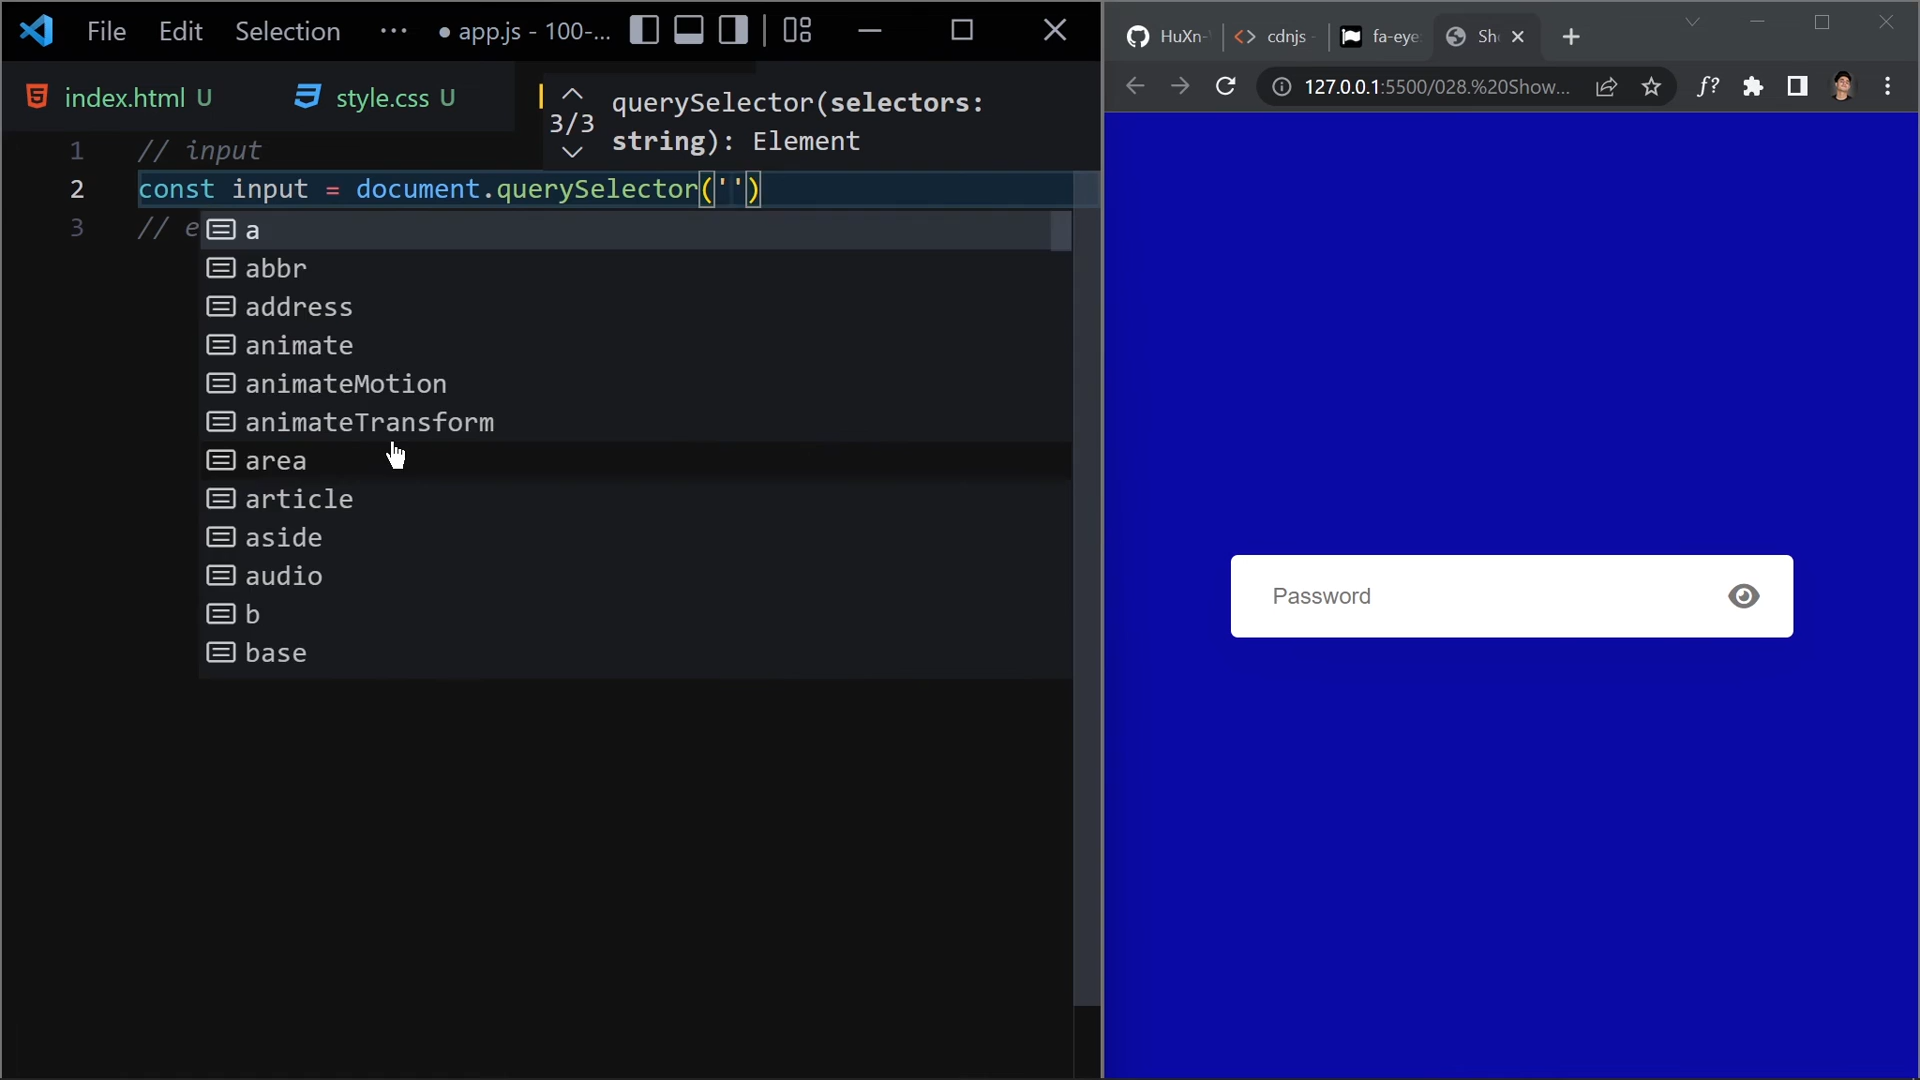 File Edit Selection ··· ● app.js - 100-...
index.html U style.css U
3/3
querySelector(selectors:
string): Element
1 // input
2 const input = document.querySelector('')
3 // e
a
abbr
address
animate
animateMotion
animateTransform
area
article
aside
audio
b
base
HuXn- cdnjs fa-eye: Sh
127.0.0.1:5500/028.%20Show... f?
Password